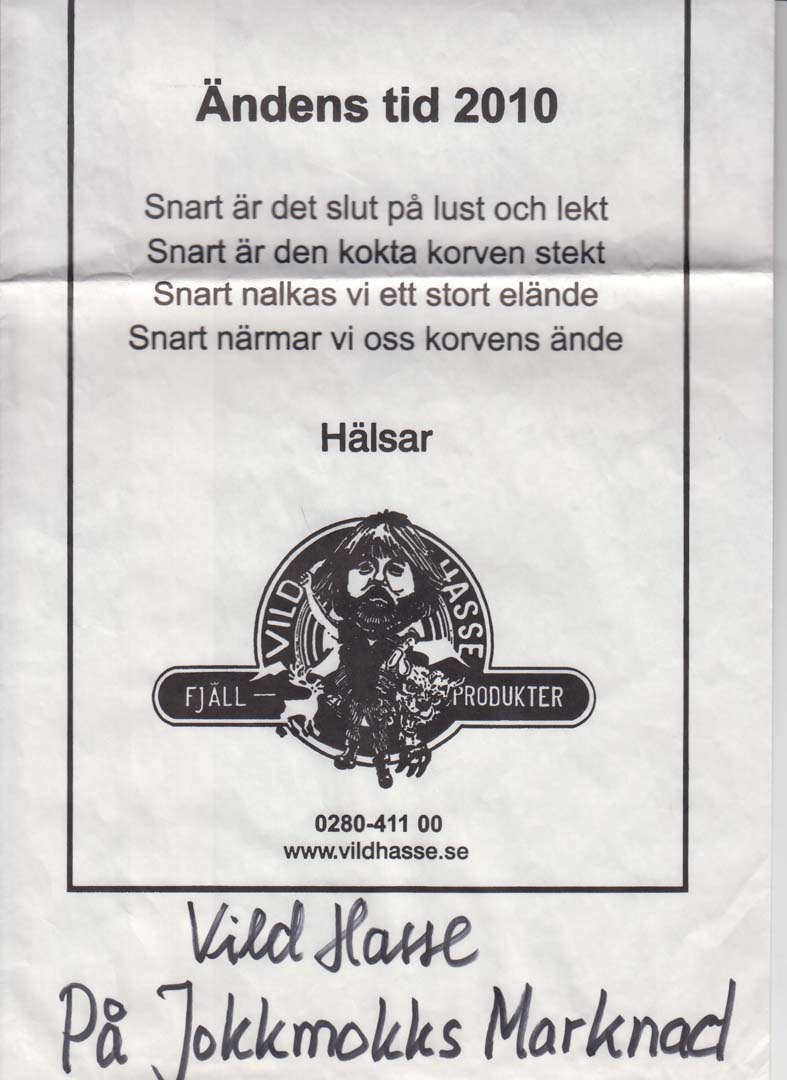 Ändens tid 2010
Snart är det slut på lust och lekt
Snart är den kokta korven stekt
Snart nalkas vi ett stort elände
Snart närmar vi oss korvens ände
Hälsar
VILD HASSE
FJÄLL — PRODUKTER
0280-411 00
www.vildhasse.se
Vild Hasse
På Jokkmokks Marknad